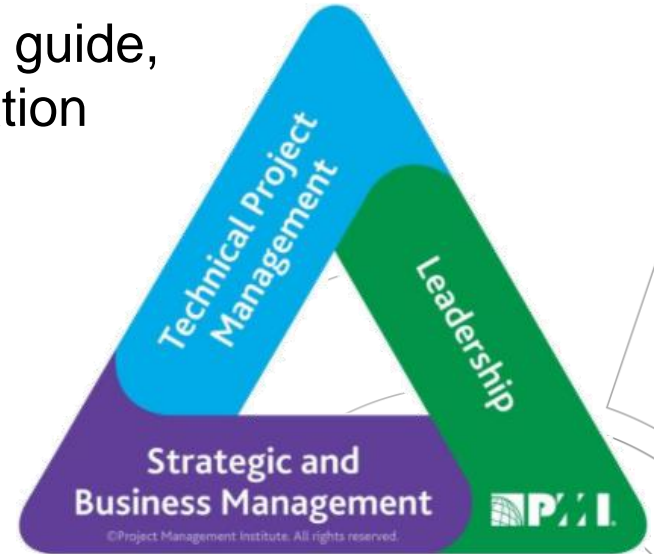 guide,
tion
Technical Project
Management
Leadership
Strategic and
Business Management
PMI
©Project Management Institute. All rights reserved.